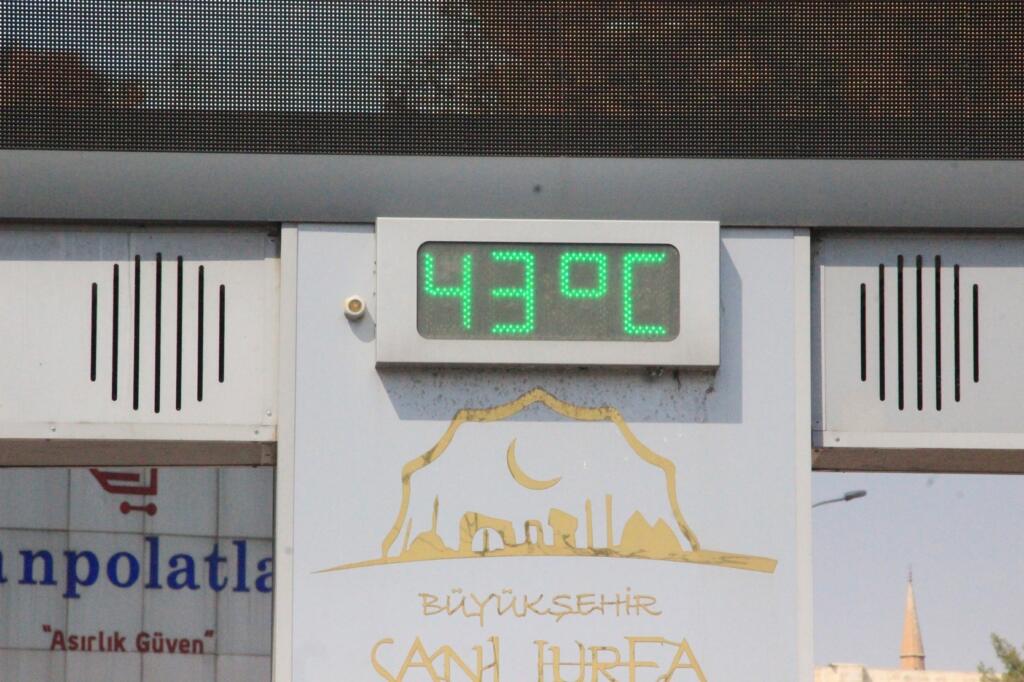 43°C
anpolatla
"Asırlık Güven"
BÜYÜKŞEHİR
ŞANLIURFA